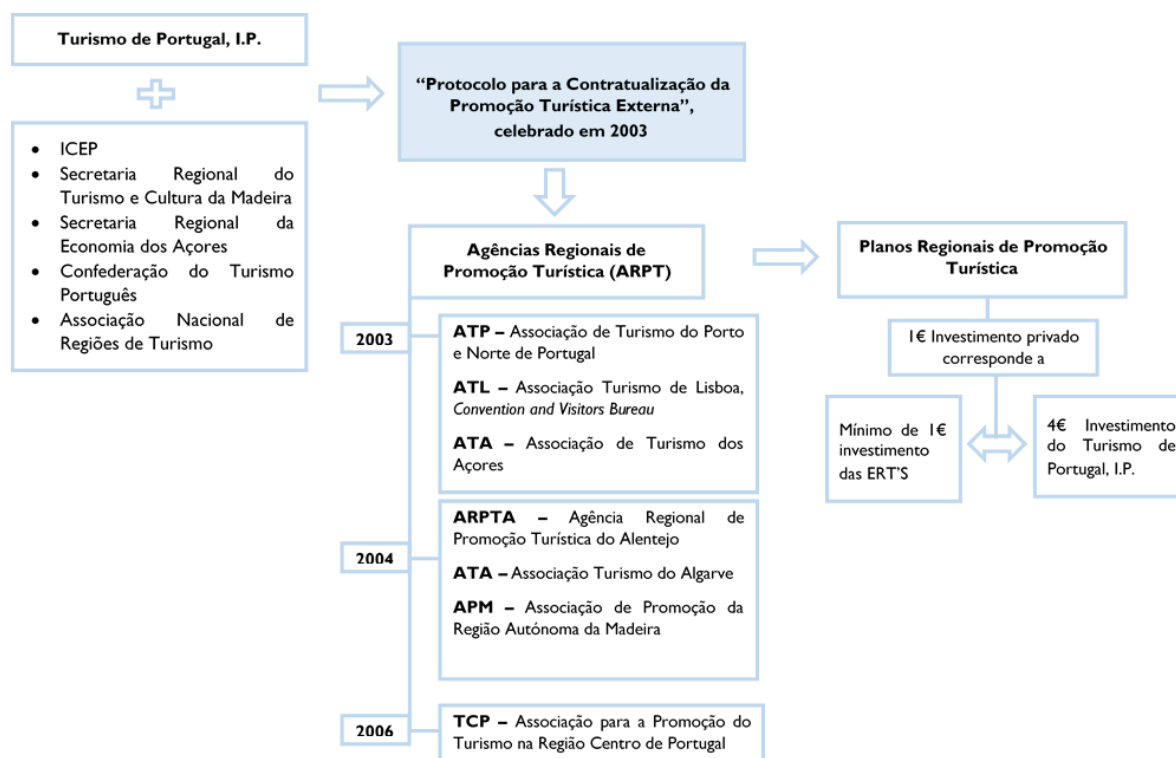 Turismo de Portugal, I.P.
• ICEP
• Secretaria Regional do
Turismo e Cultura da Madeira
• Secretaria Regional da
Economia dos Açores
• Confederação do Turismo
Português
• Associação Nacional de
Regiões de Turismo
“Protocolo para a Contratualização da
Promoção Turística Externa”,
celebrado em 2003
Agências Regionais de
Promoção Turística (ARPT)
2003
ATP – Associação de Turismo do Porto
e Norte de Portugal
ATL – Associação Turismo de Lisboa,
Convention and Visitors Bureau
ATA – Associação de Turismo dos
Açores
2004
ARPTA – Agência Regional de
Promoção Turística do Alentejo
ATA – Associação Turismo do Algarve
APM – Associação de Promoção da
Região Autónoma da Madeira
2006
TCP – Associação para a Promoção do
Turismo na Região Centro de Portugal
Planos Regionais de Promoção
Turística
1€ Investimento privado
corresponde a
Mínimo de 1€
investimento
das ERT’S
4€ Investimento
do Turismo de
Portugal, I.P.